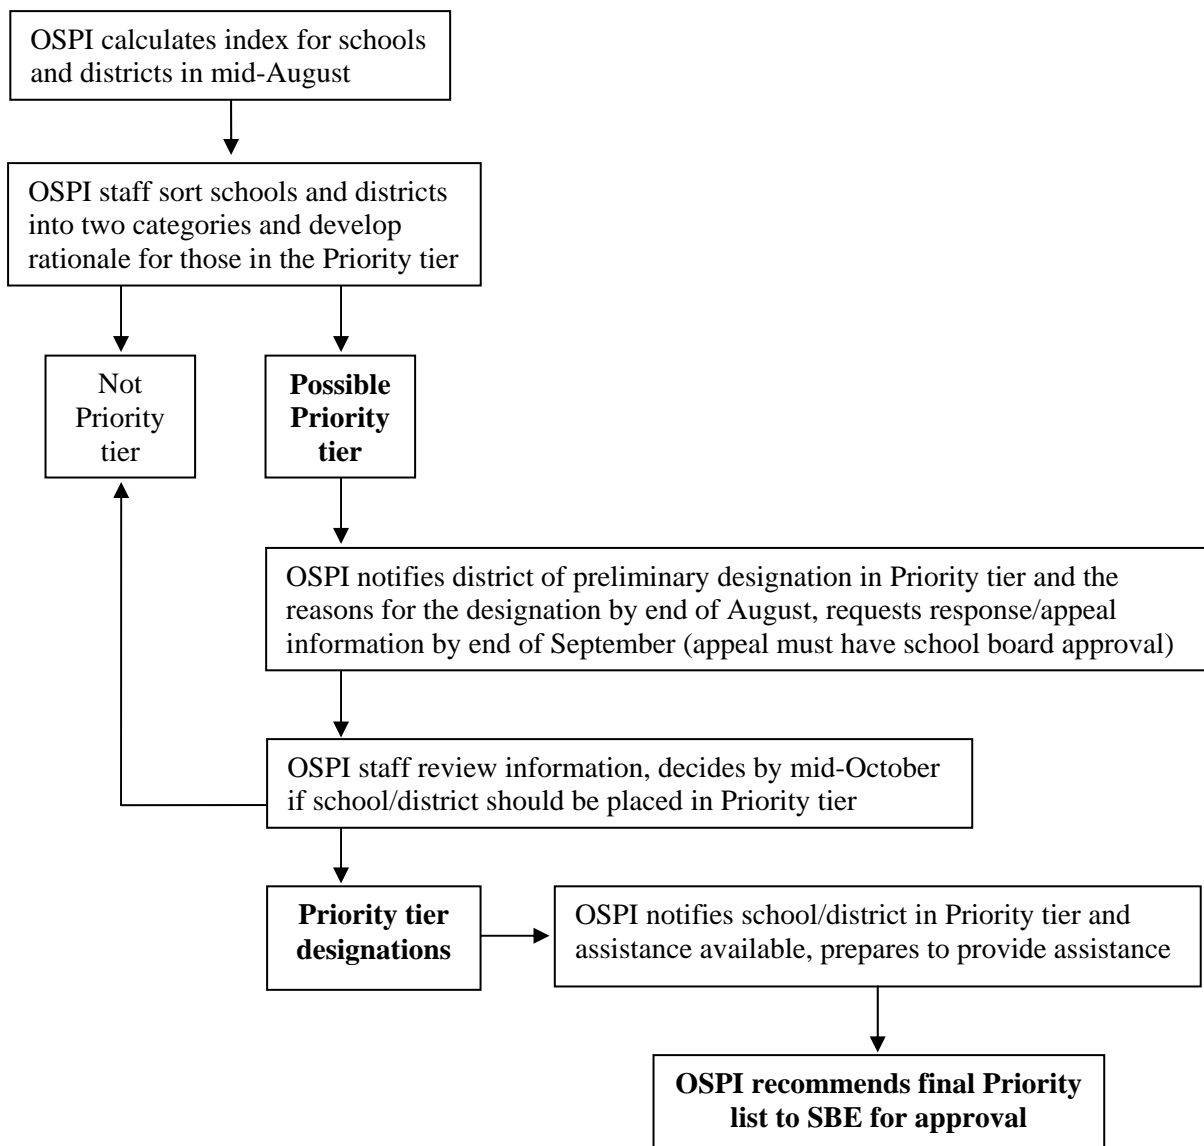 OSPI calculates index for schools
and districts in mid-August
OSPI staff sort schools and districts
into two categories and develop
rationale for those in the Priority tier
Not
Priority
tier
Possible
Priority
tier
OSPI notifies district of preliminary designation in Priority tier and the
reasons for the designation by end of August, requests response/appeal
information by end of September (appeal must have school board approval)
OSPI staff review information, decides by mid-October
if school/district should be placed in Priority tier
Priority tier
designations
OSPI notifies school/district in Priority tier and
assistance available, prepares to provide assistance
OSPI recommends final Priority
list to SBE for approval